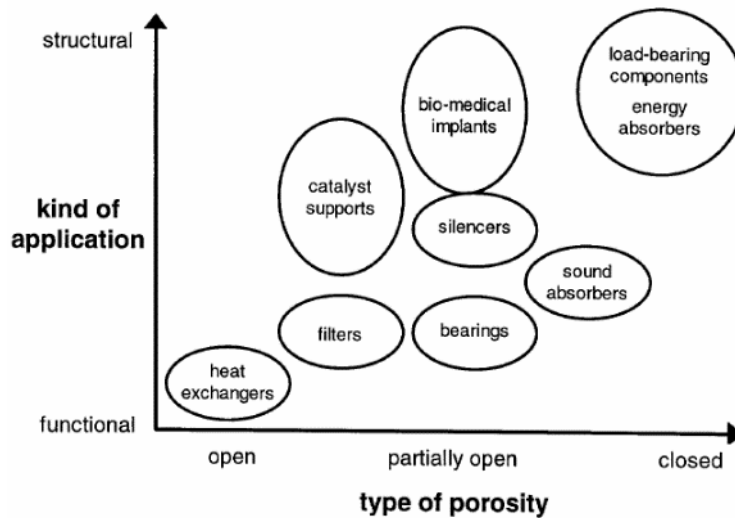 structural
load-bearing
components
energy
absorbers
bio-medical
implants
catalyst
supports
kind of
application
silencers
sound
absorbers
filters
bearings
heat
exchangers
functional
open
partially open
closed
type of porosity